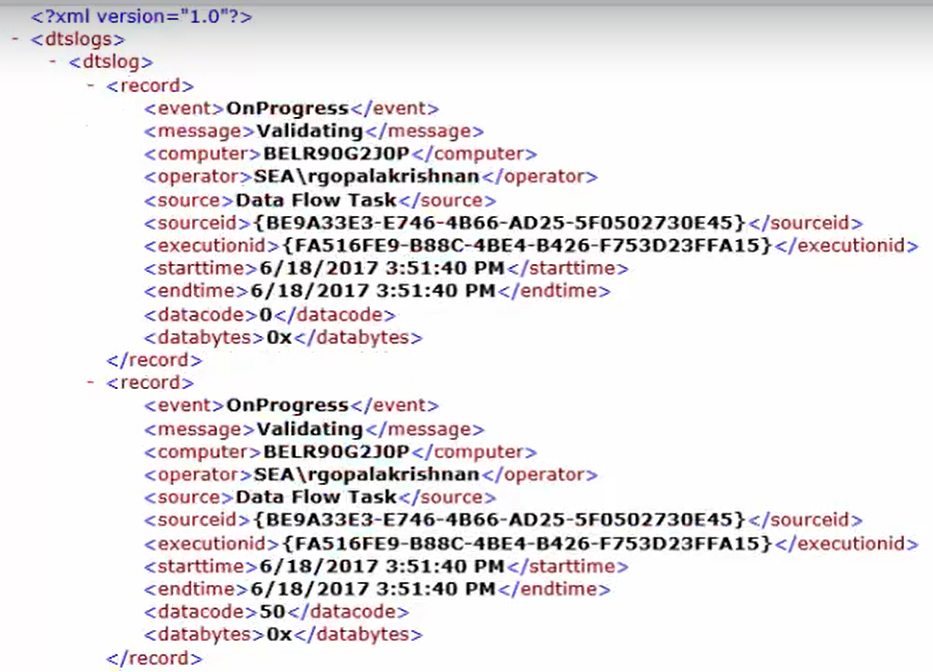 <?xml version="1.0"?>
- <dtslogs>
- <dtslog>
- <record>
<event>OnProgress</event>
<message>Validating</message>
<computer>BELR90G2J0P</computer>
<operator>SEA\rgopalakrishnan</operator>
<source>Data Flow Task</source>
<sourceid>{BE9A33E3-E746-4B66-AD25-5F0502730E45}</sourceid>
<executionid>{FA516FE9-B88C-4BE4-B426-F753D23FFA15}</executionid>
<starttime>6/18/2017 3:51:40 PM</starttime>
<endtime>6/18/2017 3:51:40 PM</endtime>
<datacode>0</datacode>
<databytes>0x</databytes>
</record>
- <record>
<event>OnProgress</event>
<message>Validating</message>
<computer>BELR90G2J0P</computer>
<operator>SEA\rgopalakrishnan</operator>
<source>Data Flow Task</source>
<sourceid>{BE9A33E3-E746-4B66-AD25-5F0502730E45}</sourceid>
<executionid>{FA516FE9-B88C-4BE4-B426-F753D23FFA15}</executionid>
<starttime>6/18/2017 3:51:40 PM</starttime>
<endtime>6/18/2017 3:51:40 PM</endtime>
<datacode>50</datacode>
<databytes>0x</databytes>
</record>